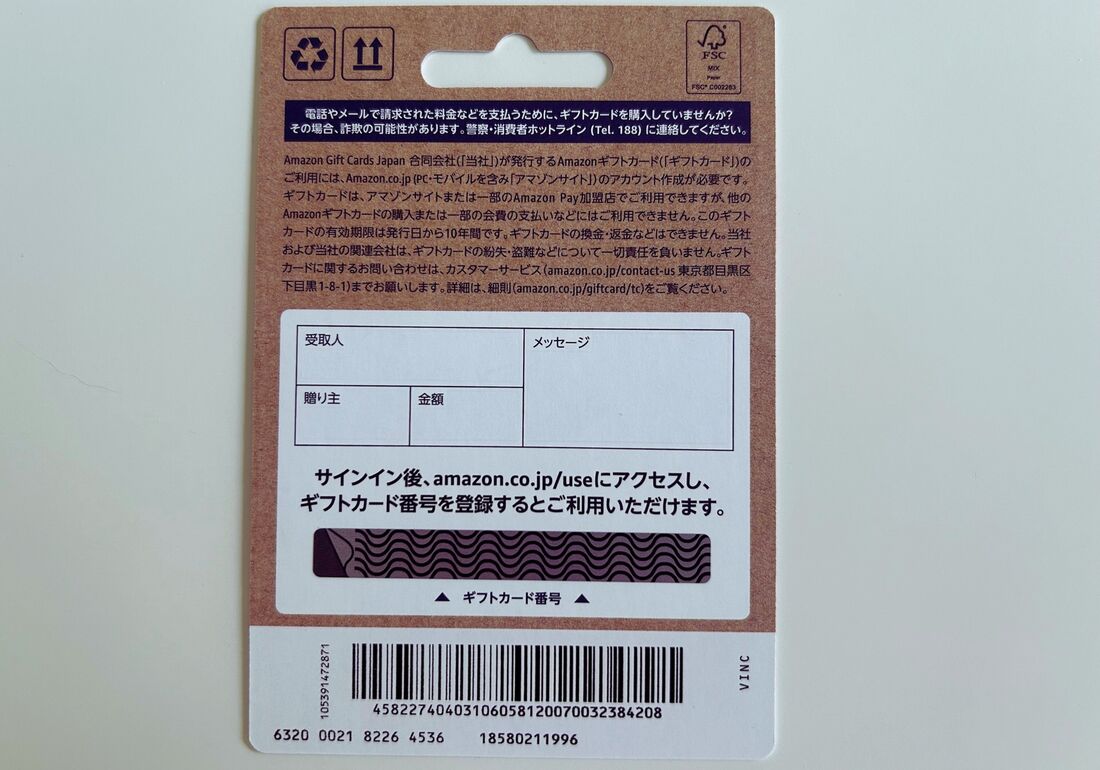 FSC
MIX
Paper
FSC® C002283
電話やメールで請求された料金などを支払うために、ギフトカードを購入していませんか?
その場合、詐欺の可能性があります。警察・消費者ホットライン (Tel. 188) に連絡してください。
Amazon Gift Cards Japan 合同会社(「当社」)が発行するAmazonギフトカード(「ギフトカード」)の
ご利用には、Amazon.co.jp (PC・モバイルを含み「アマゾンサイト」)のアカウント作成が必要です。
ギフトカードは、アマゾンサイトまたは一部のAmazon Pay加盟店でご利用できますが、他の
Amazonギフトカードの購入または一部の会費の支払いなどにはご利用できません。このギフト
カードの有効期限は発行日から10年間です。ギフトカードの換金・返金などはできません。当社
および当社の関連会社は、ギフトカードの紛失・盗難などについて一切責任を負いません。ギフト
カードに関するお問い合わせは、カスタマーサービス(amazon.co.jp/contact-us 東京都目黒区
下目黒1-8-1)までお願いします。詳細は、細則(amazon.co.jp/giftcard/tc)をご覧ください。
受取人
メッセージ
贈り主
金額
サインイン後、amazon.co.jp/useにアクセスし、
ギフトカード番号を登録するとご利用いただけます。
▲ ギフトカード番号 ▲
105391472871
VINC
45822740403106058120070032384208
6320 0021 8226 4536 18580211996